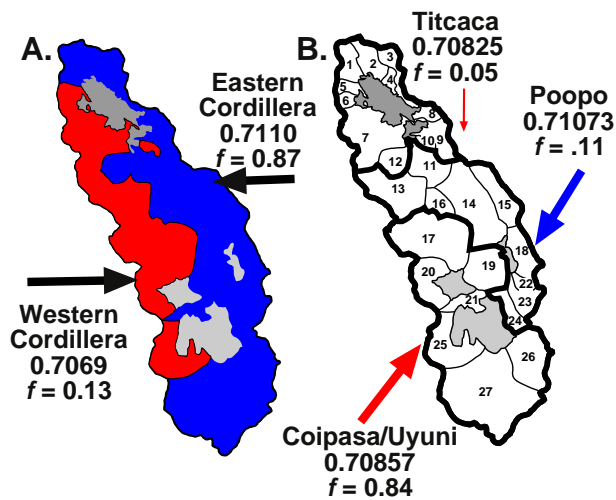 A.
Eastern
Cordillera
0.7110
f = 0.87
Western
Cordillera
0.7069
f = 0.13
B.
Titcaca
0.70825
f = 0.05
Poopo
0.71073
f = .11
Coipasa/Uyuni
0.70857
f = 0.84
1
2
3
4
5
6
7
8
10 9
11
12
13
14
15
16
17
18
19
20
21
22
23
24
25
26
27